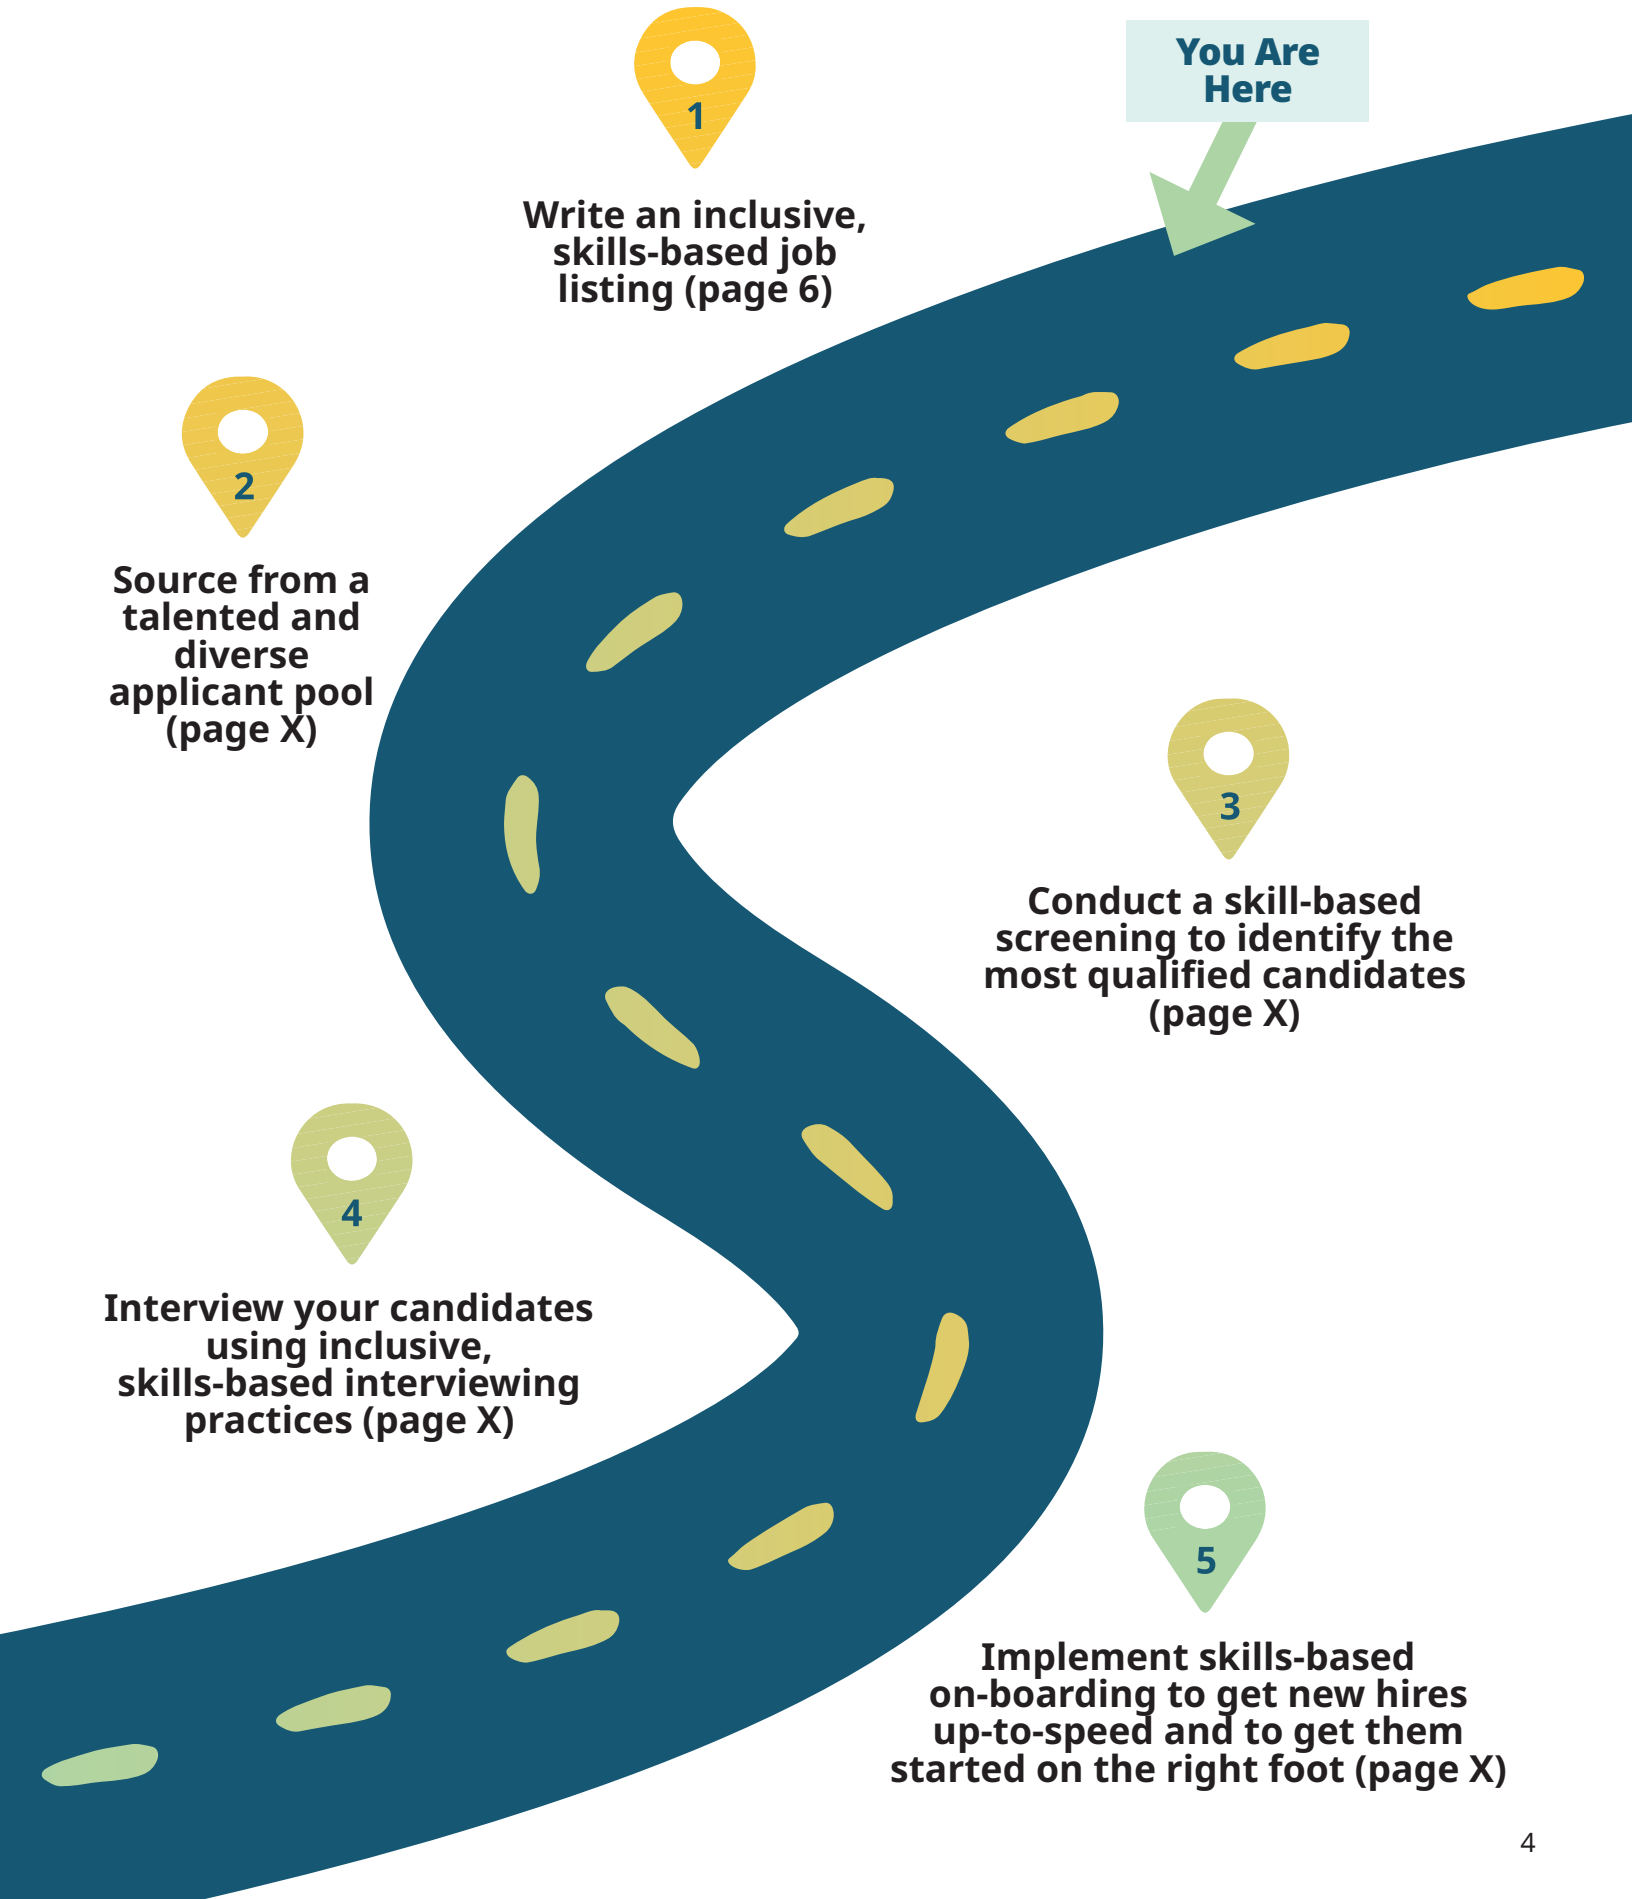 You Are
Here
1
Write an inclusive,
skills-based job
listing (page 6)
2
Source from a
talented and
diverse
applicant pool
(page X)
3
Conduct a skill-based
screening to identify the
most qualified candidates
(page X)
4
Interview your candidates
using inclusive,
skills-based interviewing
practices (page X)
5
Implement skills-based
on-boarding to get new hires
up-to-speed and to get them
started on the right foot (page X)
4